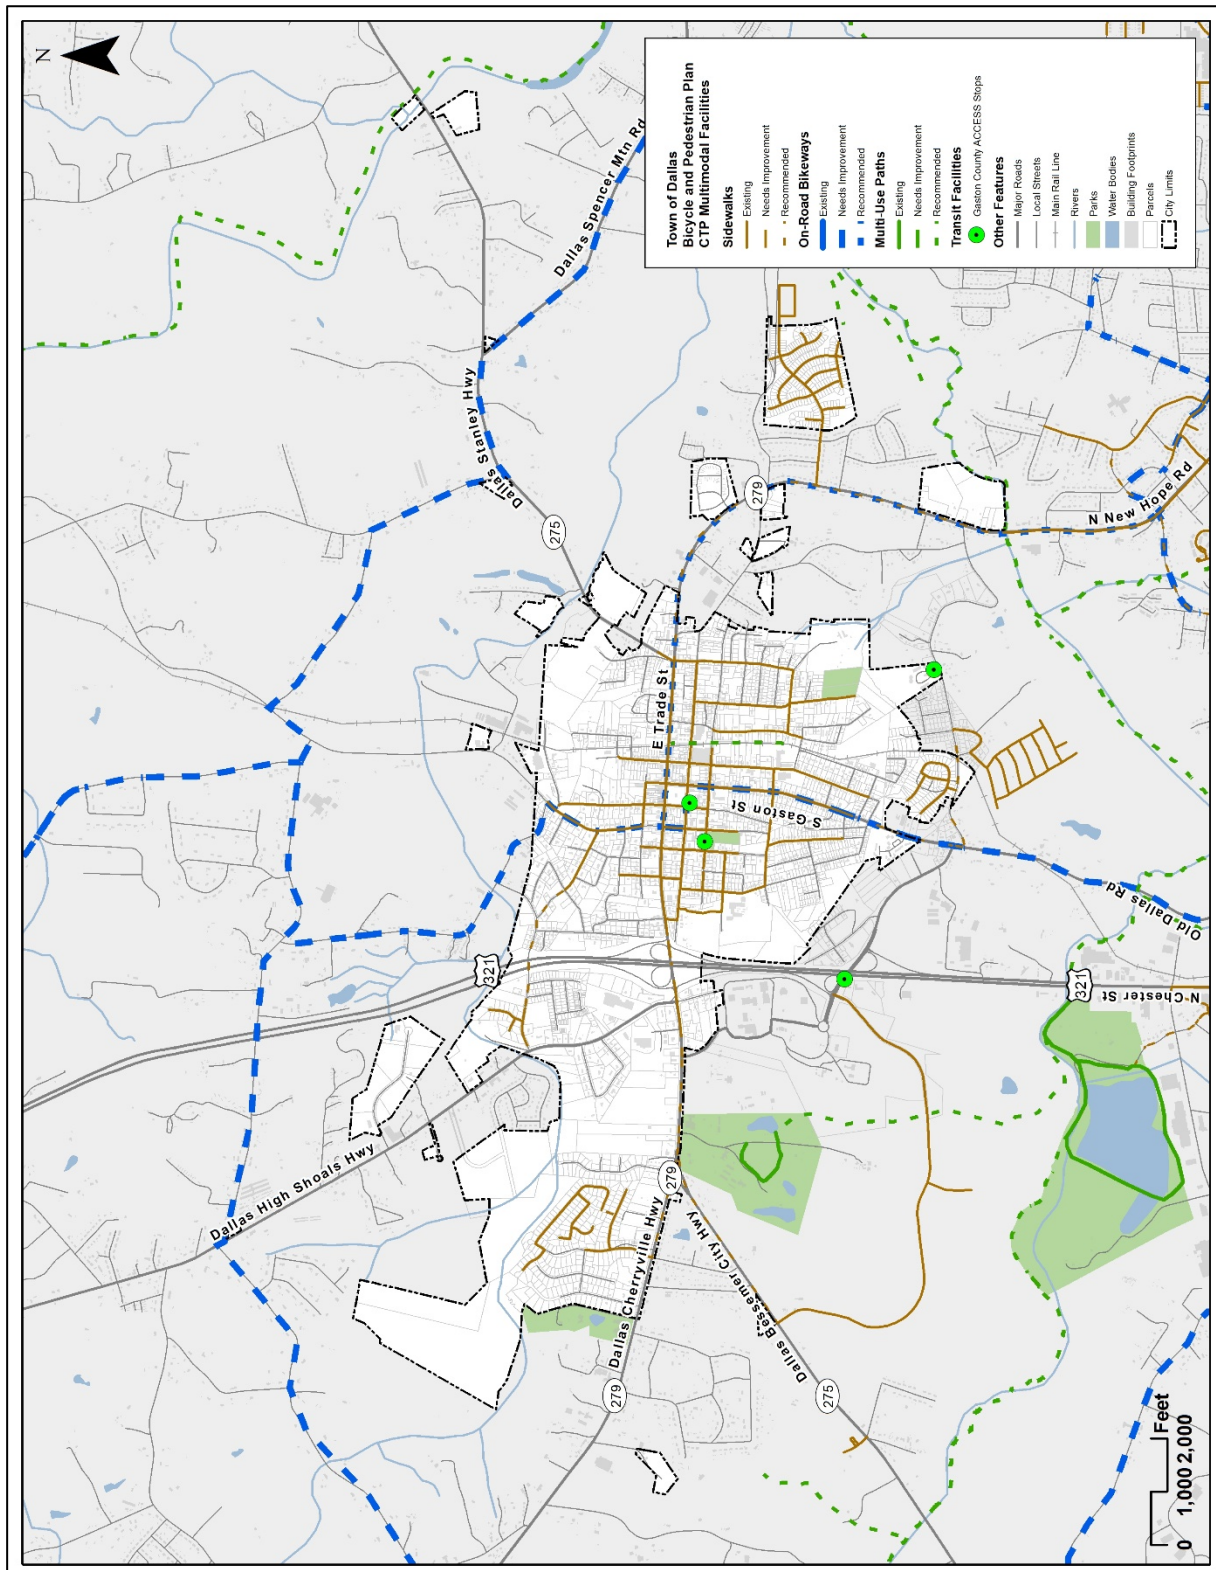 N
Town of Dallas
Bicycle and Pedestrian Plan
CTP Multimodal Facilities
Sidewalks
Existing
Needs Improvement
Recommended
On-Road Bikeways
Existing
Needs Improvement
Recommended
Multi-Use Paths
Existing
Needs Improvement
Recommended
Transit Facilities
Gaston County ACCESS Stops
Other Features
Major Roads
Local Streets
Main Rail Line
Rivers
Parks
Water Bodies
Building Footprints
Parcels
City Limits
Dallas Spencer Mtn Rd
Dallas Stanley Hwy
275
279
N New Hope Rd
E Trade St
S Gaston St
Old Dallas Rd
321
321
N Chester St
Dallas High Shoals Hwy
279
Dallas Cherryville Hwy
Dallas Bessemer City Hwy
279
275
0 1,000 2,000
Feet